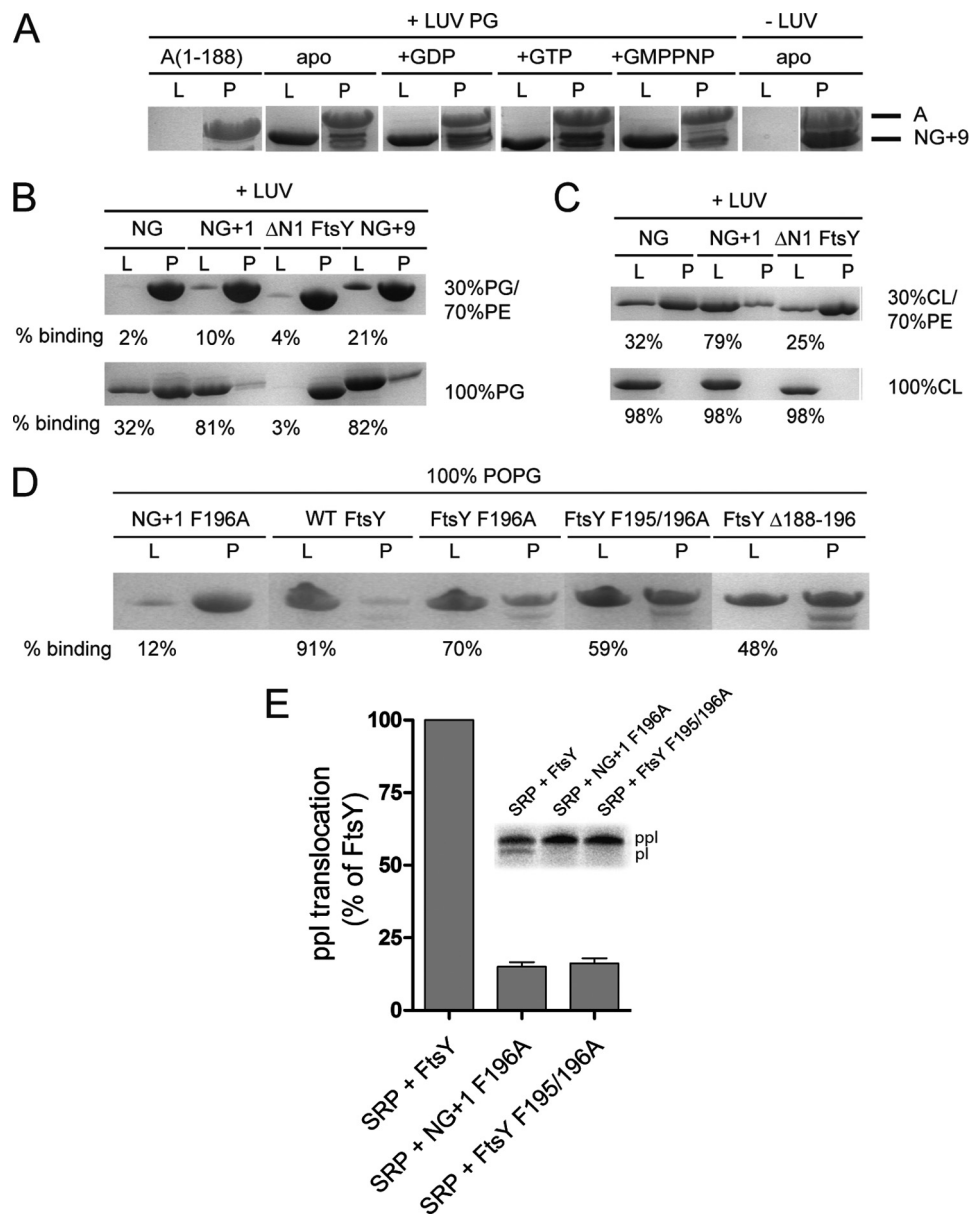 A
+ LUV PG
- LUV
A(1-188) apo +GDP +GTP +GMPPNP apo
L P L P L P L P L P L P
A
NG+9
B
+ LUV
NG NG+1 ΔN1 FtsY NG+9
L P L P L P L P
30%PG/
70%PE
% binding 2% 10% 4% 21%
100%PG
% binding 32% 81% 3% 82%
C
+ LUV
NG NG+1 ΔN1 FtsY
L P L P L P
30%CL/
70%PE
32% 79% 25%
100%CL
98% 98% 98%
D
100% POPG
NG+1 F196A WT FtsY FtsY F196A FtsY F195/196A FtsY Δ188-196
L P L P L P L P L P
% binding 12% 91% 70% 59% 48%
E
ppl translocation
(% of FtsY)
100
75
50
25
0
SRP + FtsY
SRP + NG+1 F196A
SRP + FtsY F195/196A
ppl
pl
SRP + FtsY
SRP + NG+1 F196A
SRP + FtsY F195/196A